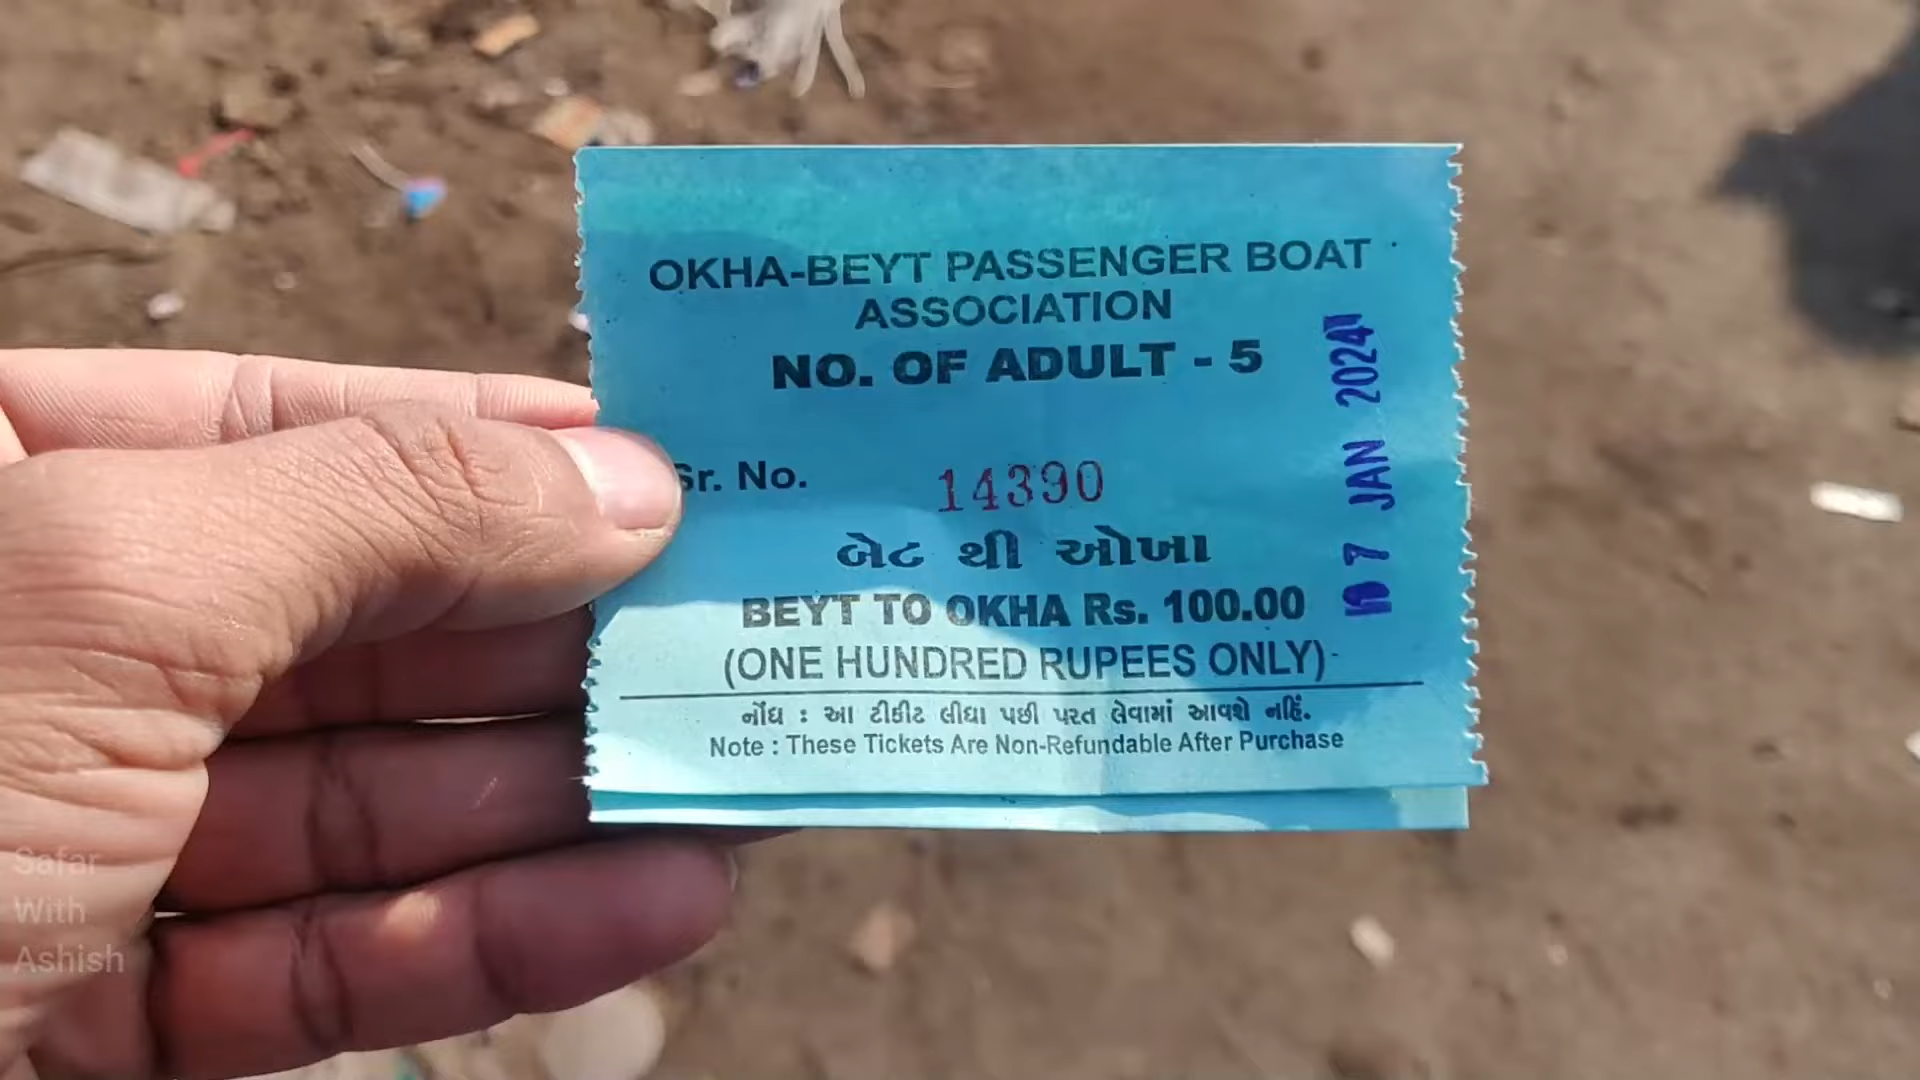 OKHA-BEYT PASSENGER BOAT
ASSOCIATION
NO. OF ADULT - 5
Sr. No. 14390
બેટ થી ઓખા
BEYT TO OKHA Rs. 100.00
(ONE HUNDRED RUPEES ONLY)
નોંધ : આ ટીકીટ લીધા પછી પરત લેવામાં આવશે નહિં.
Note : These Tickets Are Non-Refundable After Purchase
7 JAN 2024
Safar
With
Ashish